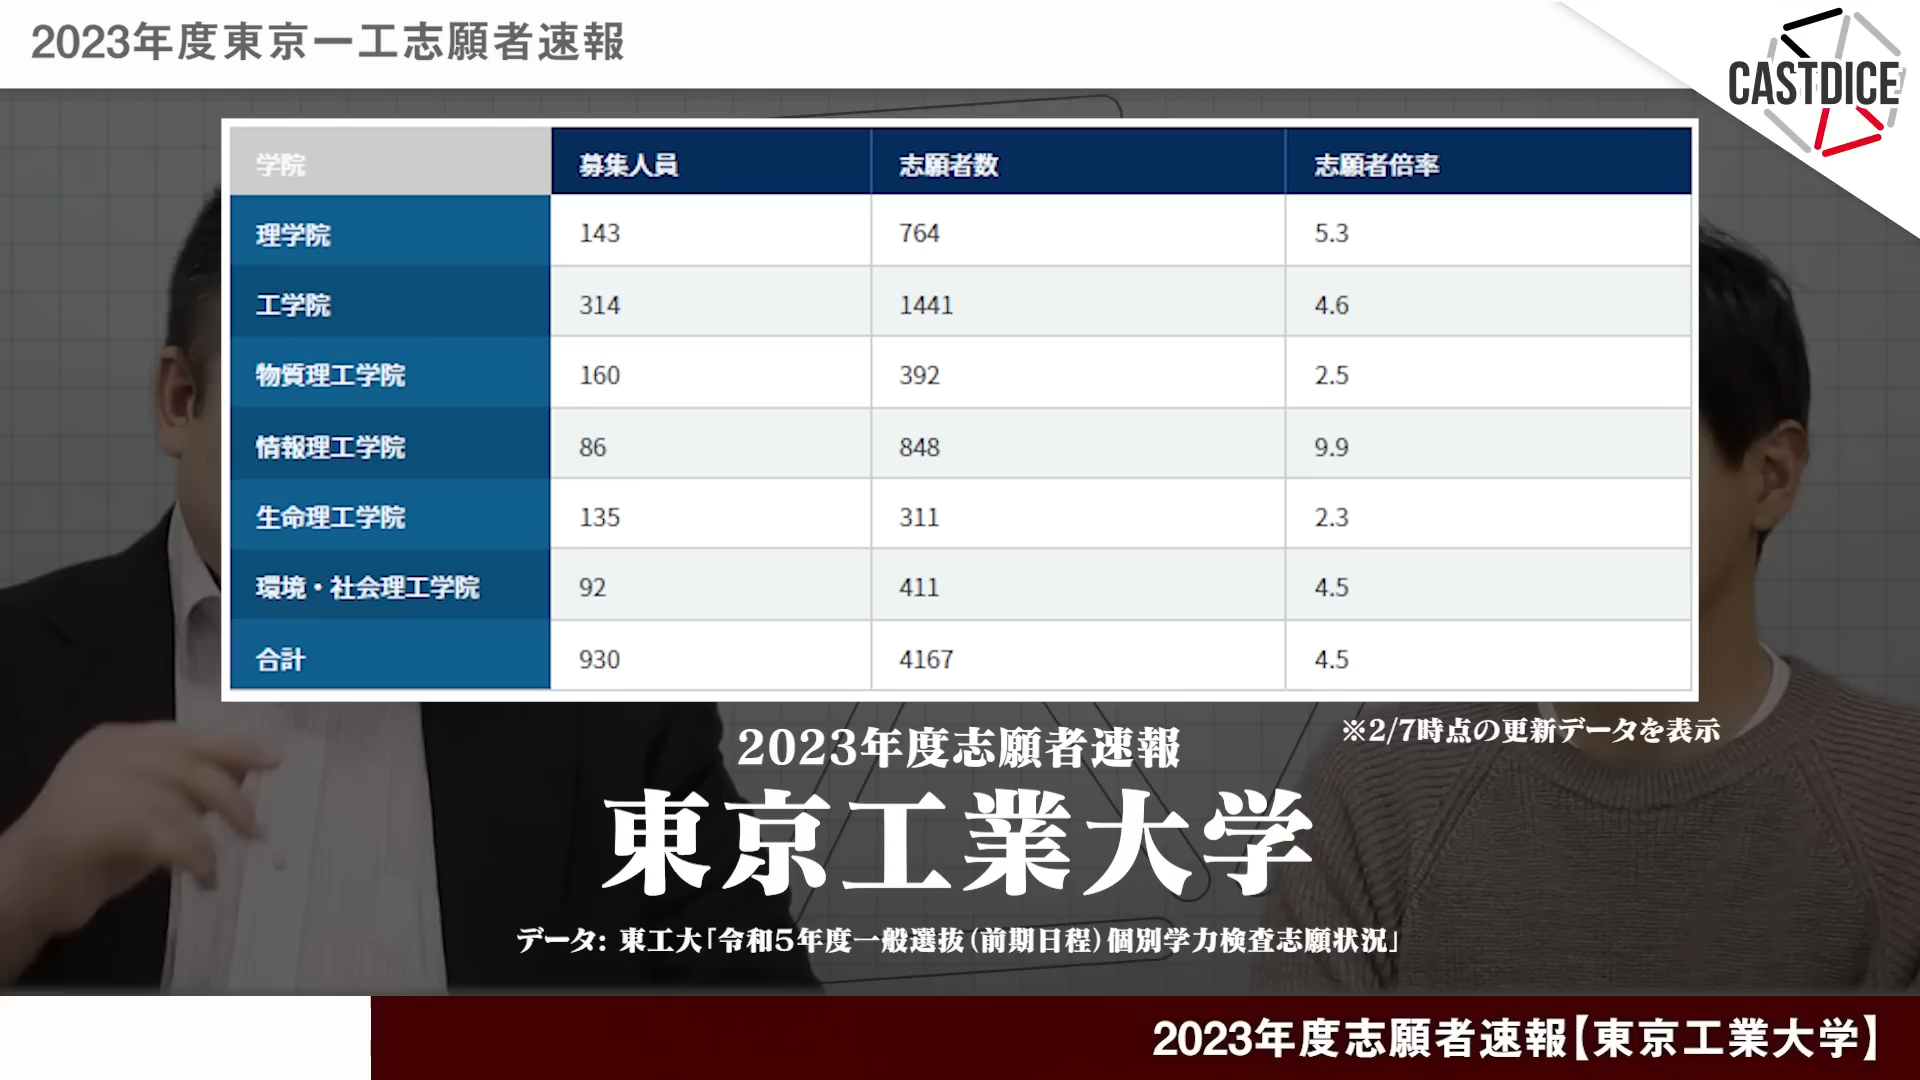 2023年度東京一工志願者速報
CASTDICE
学院 募集人員 志願者数 志願者倍率
理学院 143 764 5.3
工学院 314 1441 4.6
物質理工学院 160 392 2.5
情報理工学院 86 848 9.9
生命理工学院 135 311 2.3
環境・社会理工学院 92 411 4.5
合計 930 4167 4.5
※2/7時点の更新データを表示
2023年度志願者速報
東京工業大学
データ: 東工大「令和5年度一般選抜(前期日程)個別学力検査志願状況」
2023年度志願者速報【東京工業大学】